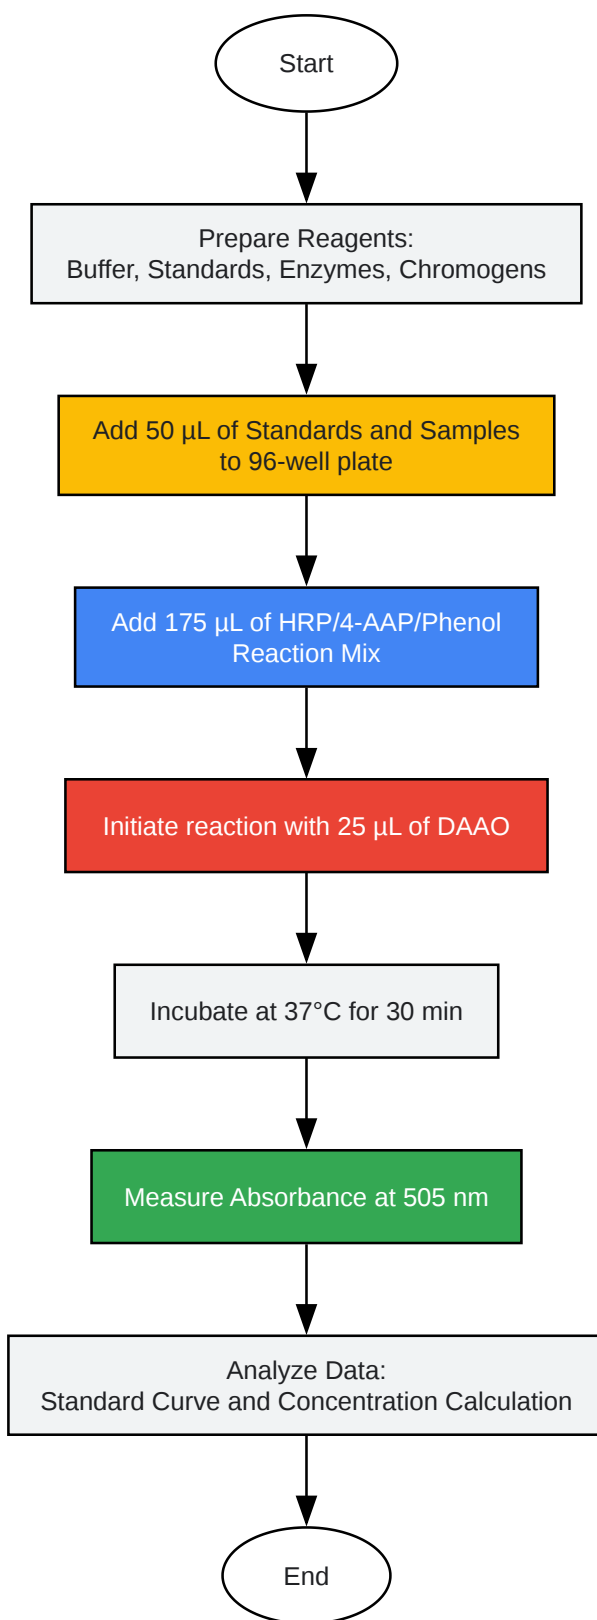 Start
Prepare Reagents:
Buffer, Standards, Enzymes, Chromogens
Add 50 µL of Standards and Samples
to 96-well plate
Add 175 µL of HRP/4-AAP/Phenol
Reaction Mix
Initiate reaction with 25 µL of DAAO
Incubate at 37°C for 30 min
Measure Absorbance at 505 nm
Analyze Data:
Standard Curve and Concentration Calculation
End